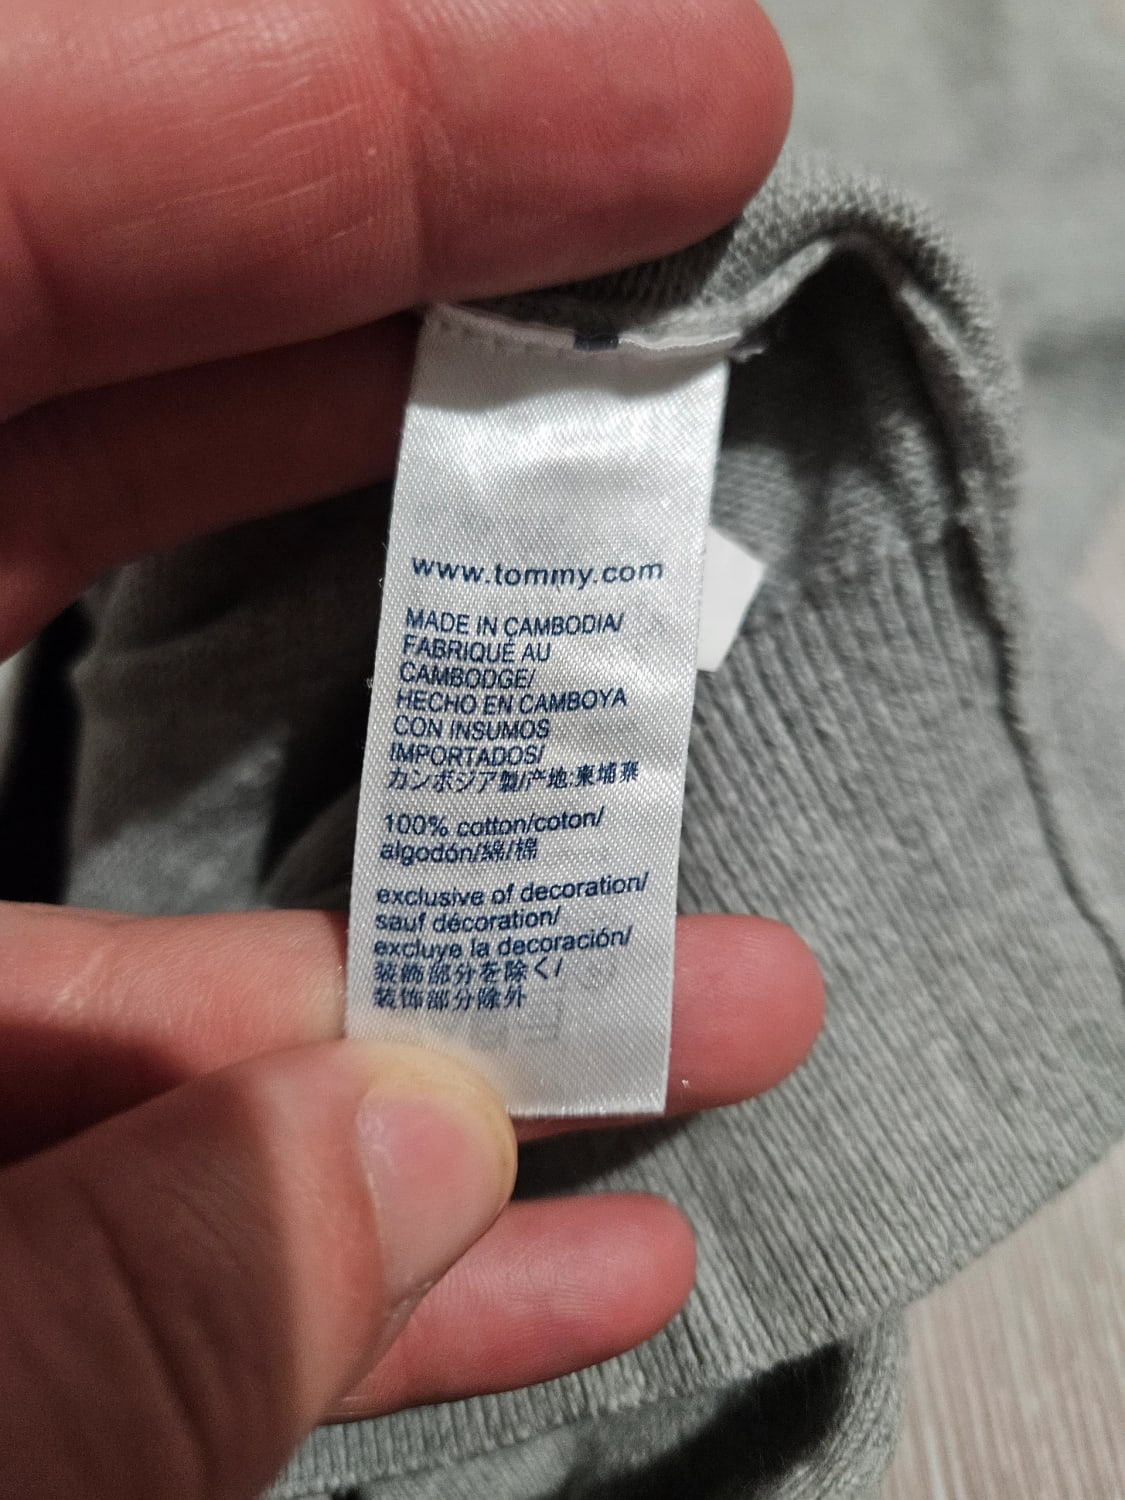 www.tommy.com
MADE IN CAMBODIA/
FABRIQUÉ AU
CAMBODGE/
HECHO EN CAMBOYA
CON INSUMOS
IMPORTADOS/
カンボジア製/产地:柬埔寨
100% cotton/coton/
algodón/綿/棉
exclusive of decoration/
sauf décoration/
excluye la decoración/
装飾部分を除く/
装饰部分除外